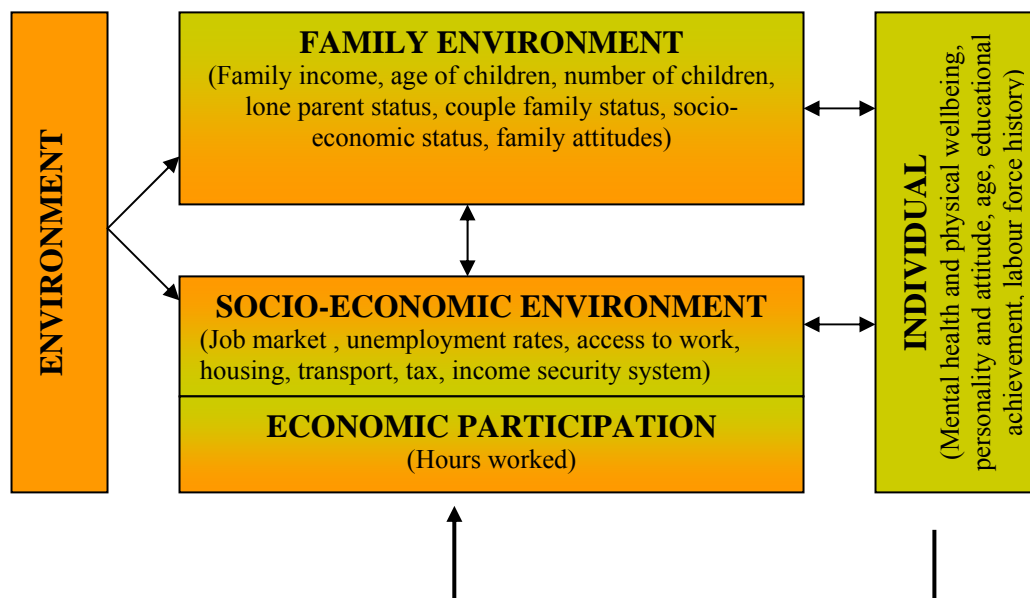 ENVIRONMENT
FAMILY ENVIRONMENT
(Family income, age of children, number of children,
lone parent status, couple family status, socio-
economic status, family attitudes)
SOCIO-ECONOMIC ENVIRONMENT
(Job market , unemployment rates, access to work,
housing, transport, tax, income security system)
ECONOMIC PARTICIPATION
(Hours worked)
INDIVIDUAL
(Mental health and physical wellbeing,
personality and attitude, age, educational
achievement, labour force history)